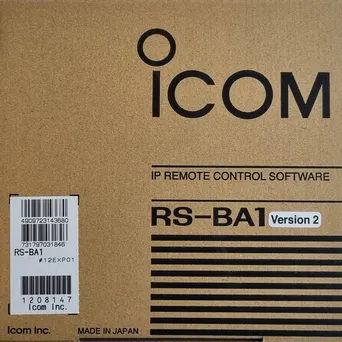 ICOM
IP REMOTE CONTROL SOFTWARE
RS-BA1 Version 2
4909723143680
731797031846
RS-BA1
#12EXP01
1208147
Icom Inc.
Icom Inc. MADE IN JAPAN